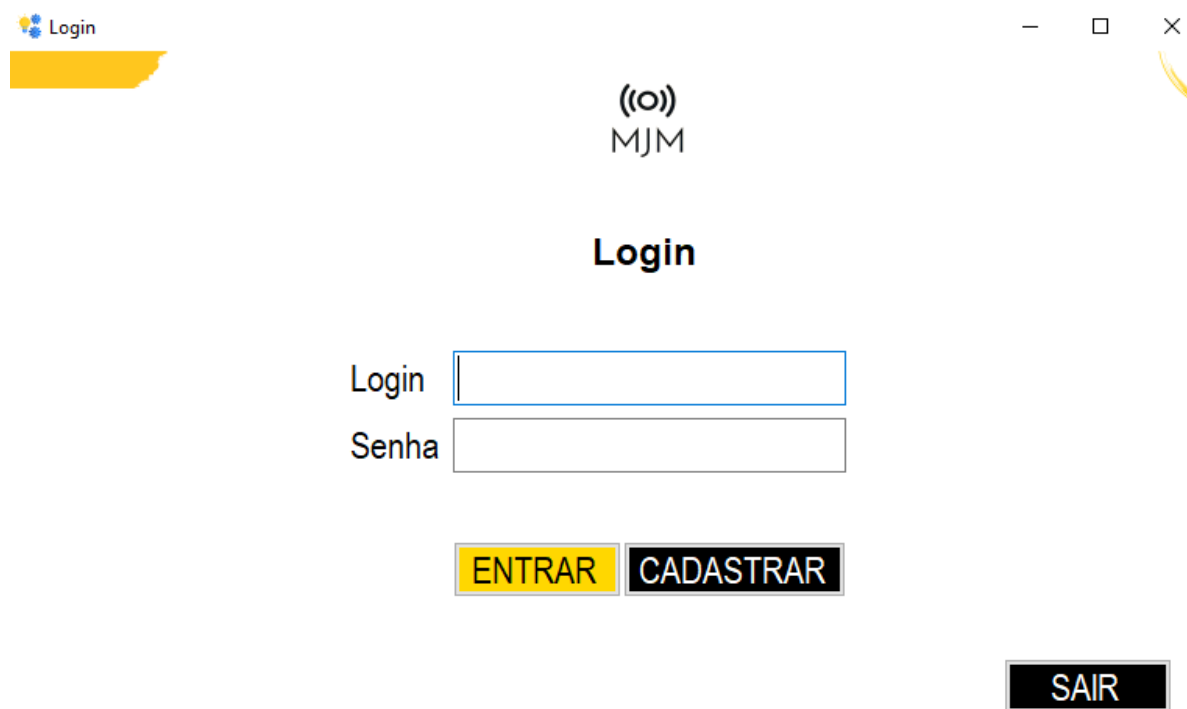 Login
((o))
MJM
Login
Login
Senha
ENTRAR CADASTRAR
SAIR